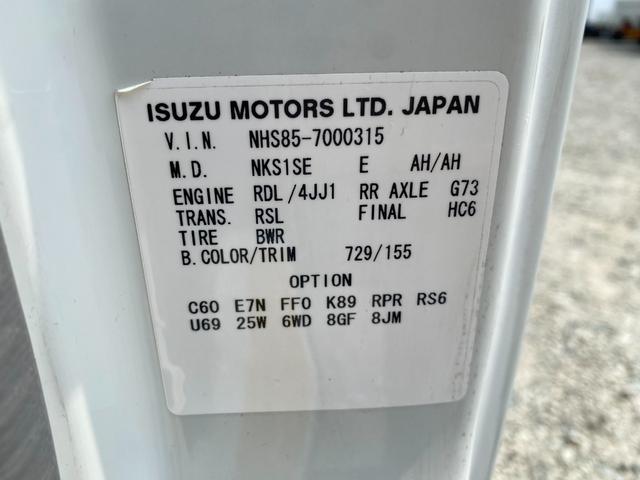 ISUZU MOTORS LTD. JAPAN
V.I.N. NHS85-7000315
M.D. NKS1SE E AH/AH
ENGINE RDL/4JJ1 RR AXLE G73
TRANS. RSL FINAL HC6
TIRE BWR
B.COLOR/TRIM 729/155
OPTION
C60 E7N FF0 K89 RPR RS6
U69 25W 6WD 8GF 8JM